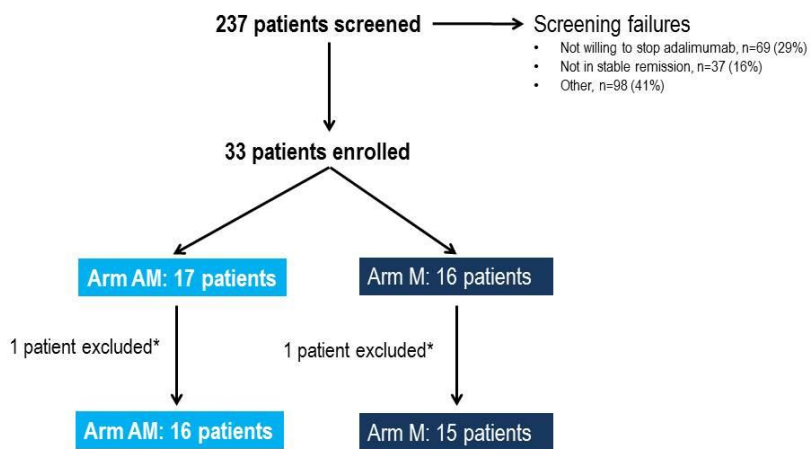 237 patients screened
Screening failures
• Not willing to stop adalimumab, n=69 (29%)
• Not in stable remission, n=37 (16%)
• Other, n=98 (41%)
33 patients enrolled
Arm AM: 17 patients
Arm M: 16 patients
1 patient excluded*
1 patient excluded*
Arm AM: 16 patients
Arm M: 15 patients